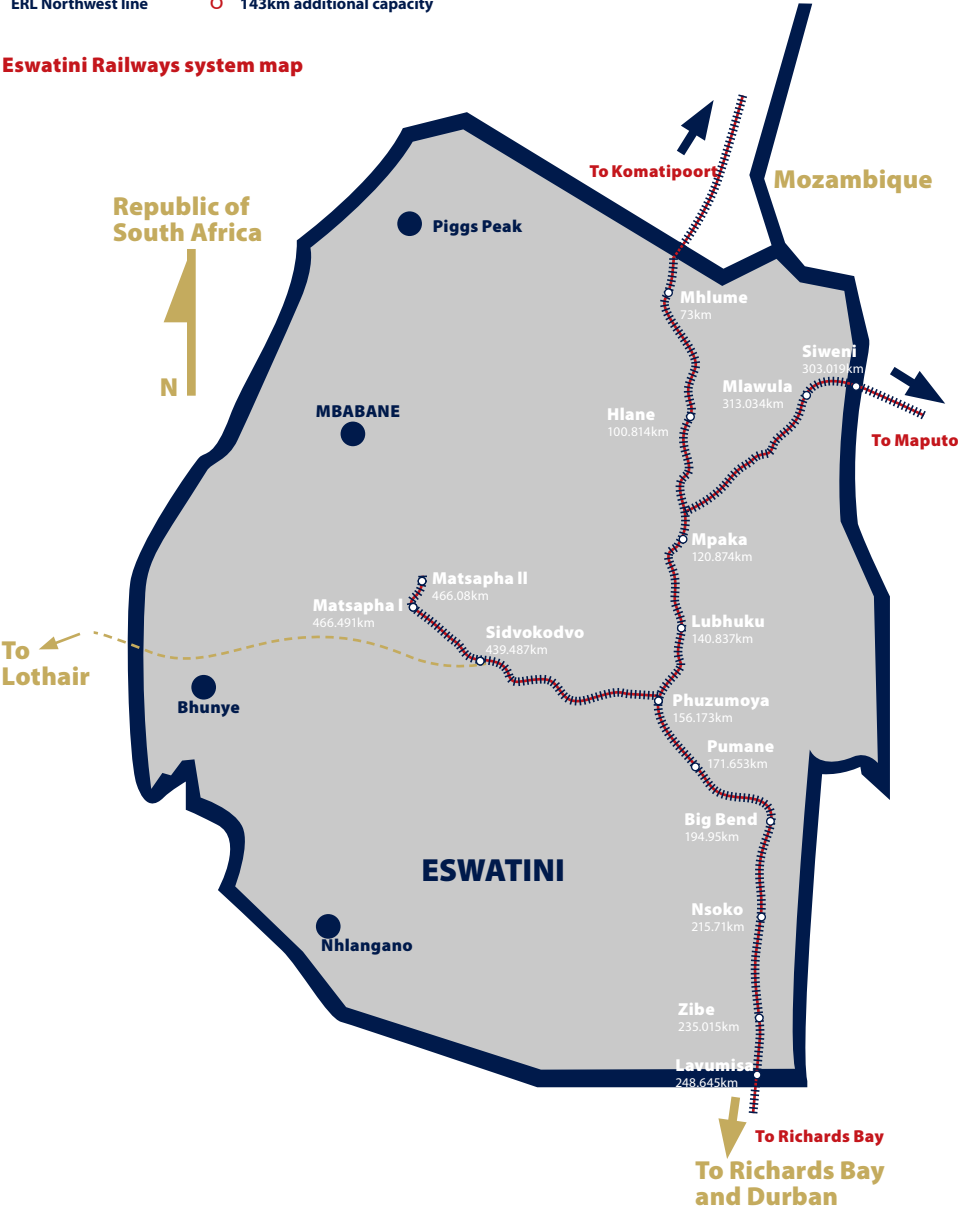 ERL Northwest line
143km additional capacity
Eswatini Railways system map
To Komatipoort
Mozambique
Republic of
South Africa
Piggs Peak
Mhlume
73km
Siweni
303.019km
N
Mlawula
313.034km
MBABANE
Hlane
100.814km
To Maputo
Mpaka
120.874km
Matsapha II
466.08km
Matsapha I
466.491km
Lubhuku
140.837km
Sidvokodvo
439.487km
To
Lothair
Bhunye
Phuzumoya
156.173km
Pumane
171.653km
Big Bend
194.95km
ESWATINI
Nsoko
215.71km
Nhlangano
Zibe
235.015km
Lavumisa
248.645km
To Richards Bay
To Richards Bay
and Durban